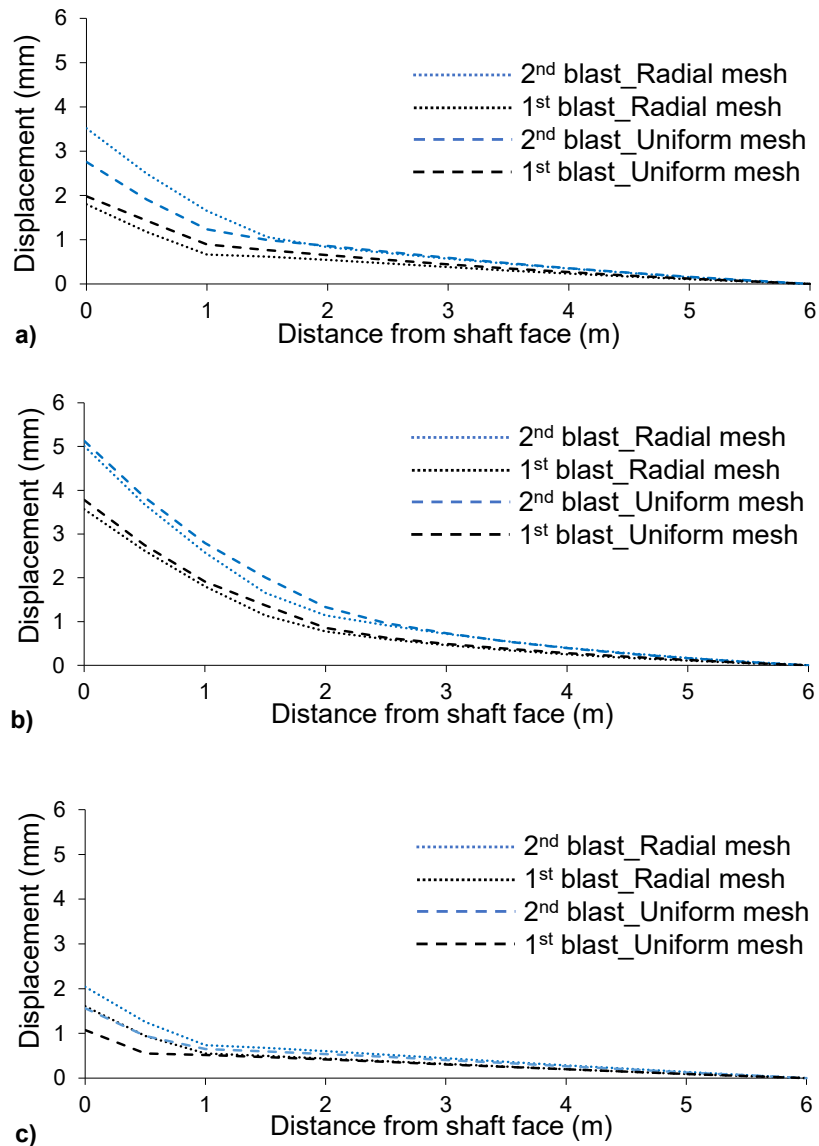 6
5
4
3
2
1
0
Displacement (mm)
2nd blast_Radial mesh
1st blast_Radial mesh
2nd blast_Uniform mesh
1st blast_Uniform mesh
0 1 2 3 4 5 6
Distance from shaft face (m)
a)
6
5
4
3
2
1
0
Displacement (mm)
2nd blast_Radial mesh
1st blast_Radial mesh
2nd blast_Uniform mesh
1st blast_Uniform mesh
0 1 2 3 4 5 6
Distance from shaft face (m)
b)
6
5
4
3
2
1
0
Displacement (mm)
2nd blast_Radial mesh
1st blast_Radial mesh
2nd blast_Uniform mesh
1st blast_Uniform mesh
0 1 2 3 4 5 6
Distance from shaft face (m)
c)